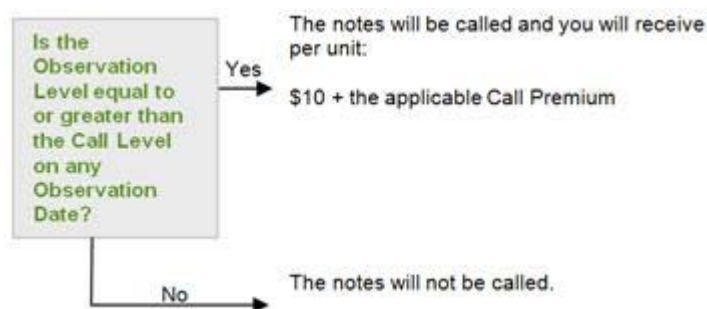 Is the
Observation
Level equal to
or greater than
the Call Level
on any
Observation
Date?
Yes
The notes will be called and you will receive
per unit:
$10 + the applicable Call Premium
No
The notes will not be called.